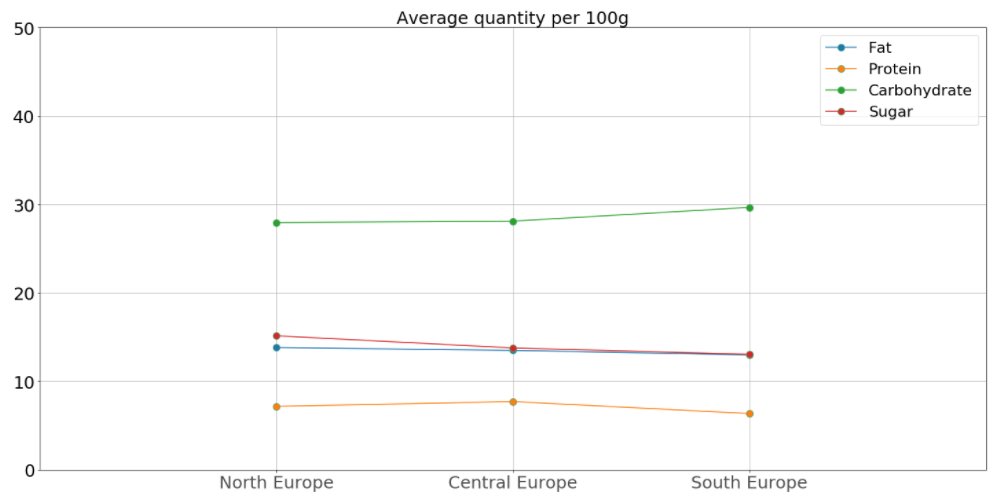 Average quantity per 100g
50
40
30
20
10
0
Fat
Protein
Carbohydrate
Sugar
North Europe
Central Europe
South Europe